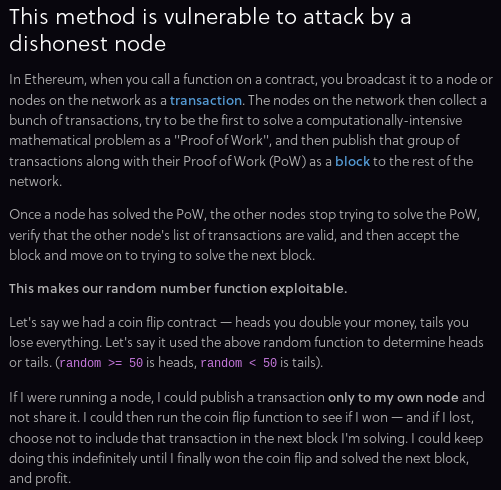 This method is vulnerable to attack by a
dishonest node
In Ethereum, when you call a function on a contract, you broadcast it to a node or
nodes on the network as a transaction. The nodes on the network then collect a
bunch of transactions, try to be the first to solve a computationally-intensive
mathematical problem as a "Proof of Work", and then publish that group of
transactions along with their Proof of Work (PoW) as a block to the rest of the
network.
Once a node has solved the PoW, the other nodes stop trying to solve the PoW,
verify that the other node's list of transactions are valid, and then accept the
block and move on to trying to solve the next block.
This makes our random number function exploitable.
Let's say we had a coin flip contract — heads you double your money, tails you
lose everything. Let's say it used the above random function to determine heads
or tails. (random >= 50 is heads, random < 50 is tails).
If I were running a node, I could publish a transaction only to my own node and
not share it. I could then run the coin flip function to see if I won — and if I lost,
choose not to include that transaction in the next block I'm solving. I could keep
doing this indefinitely until I finally won the coin flip and solved the next block,
and profit.